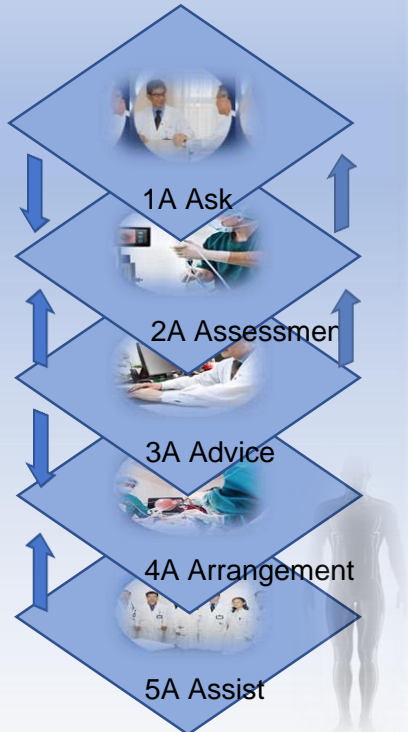 1A Ask
2A Assessmen
3A Advice
4A Arrangement
5A Assist